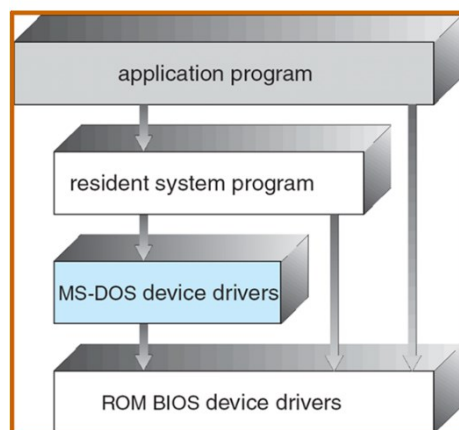 application program
resident system program
MS-DOS device drivers
ROM BIOS device drivers